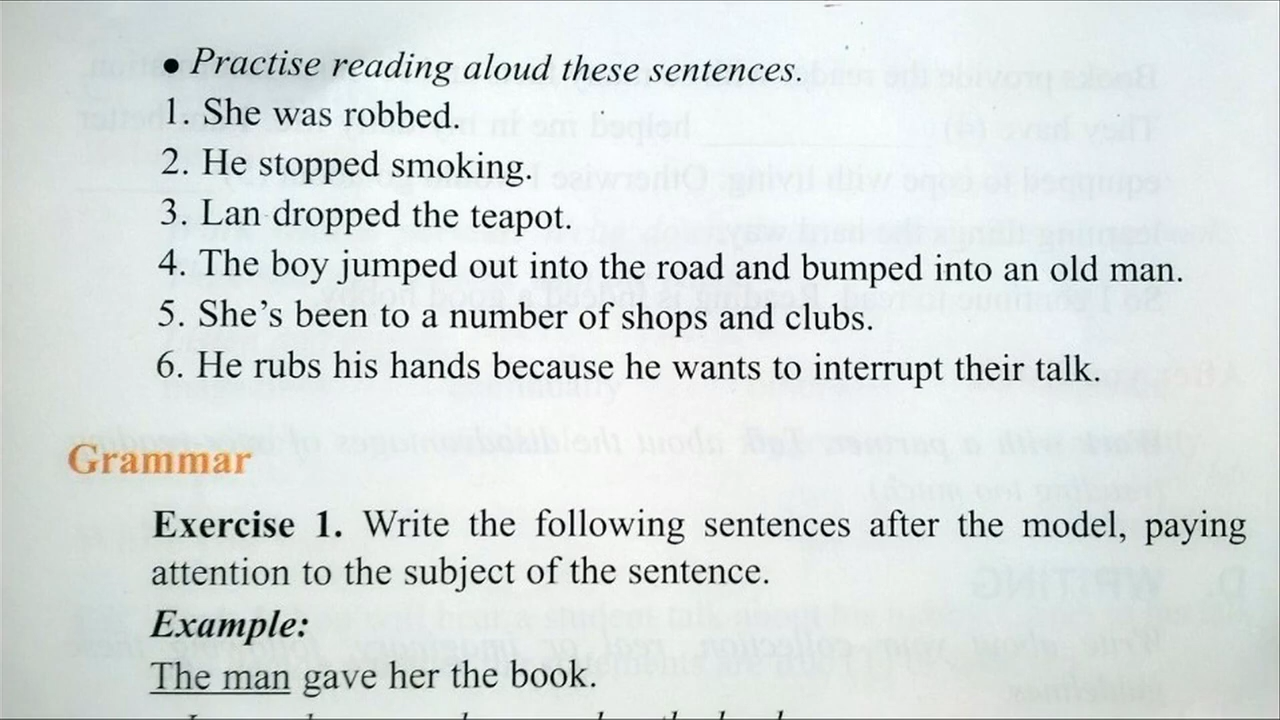 • Practise reading aloud these sentences.
1. She was robbed.
2. He stopped smoking.
3. Lan dropped the teapot.
4. The boy jumped out into the road and bumped into an old man.
5. She's been to a number of shops and clubs.
6. He rubs his hands because he wants to interrupt their talk.
Grammar
Exercise 1. Write the following sentences after the model, paying
attention to the subject of the sentence.
Example:
The man gave her the book.